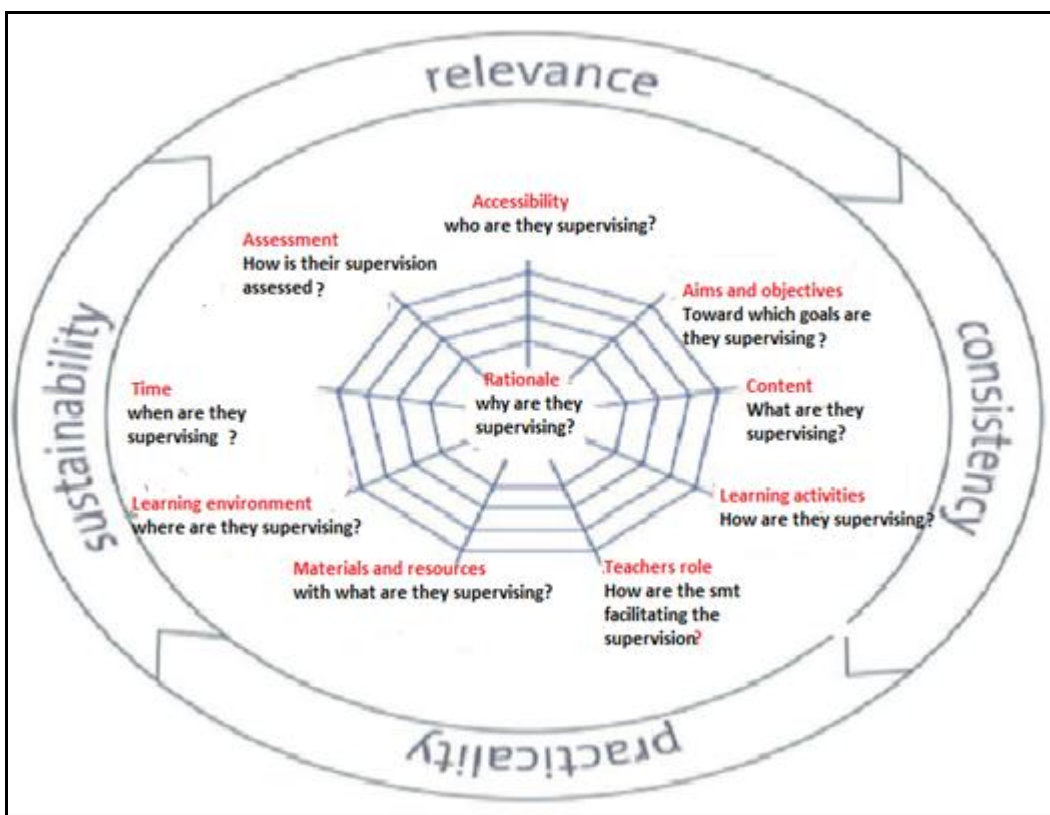 relevance
Accessibility
who are they supervising?
Assessment
How is their supervision
assessed ?
Aims and objectives
Toward which goals are
they supervising ?
Rationale
why are they
supervising?
Time
when are they
supervising ?
Content
What are they
supervising?
Learning environment
where are they supervising?
Learning activities
How are they supervising?
Materials and resources
with what are they supervising?
Teachers role
How are the smt
facilitating the
supervision?
sustainability
consistency
practicality